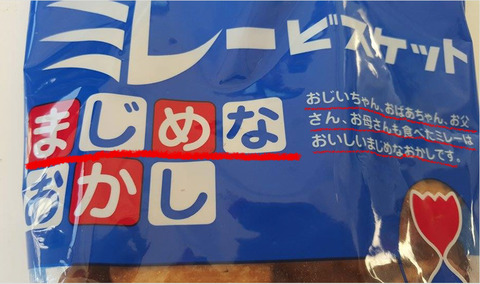 ミレービスケット
まじめな
おかし
おじいちゃん、おばあちゃん、お父
さん、お母さんも食べたミレーは
おいしいまじめなおかしです。